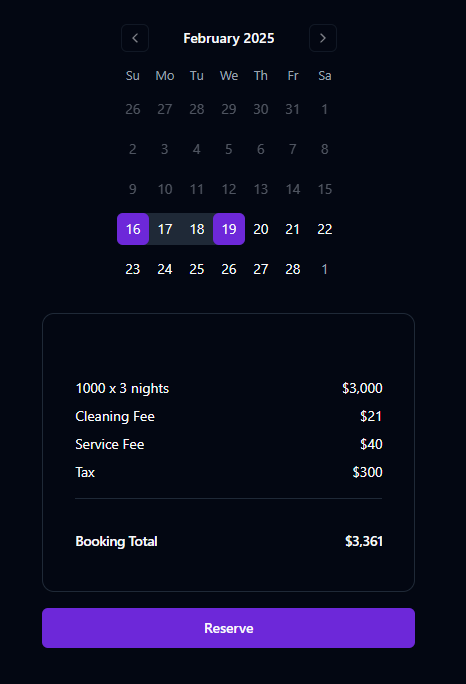 February 2025
Su Mo Tu We Th Fr Sa
26 27 28 29 30 31 1
2 3 4 5 6 7 8
9 10 11 12 13 14 15
16 17 18 19 20 21 22
23 24 25 26 27 28 1
1000 x 3 nights $3,000
Cleaning Fee $21
Service Fee $40
Tax $300
Booking Total $3,361
Reserve